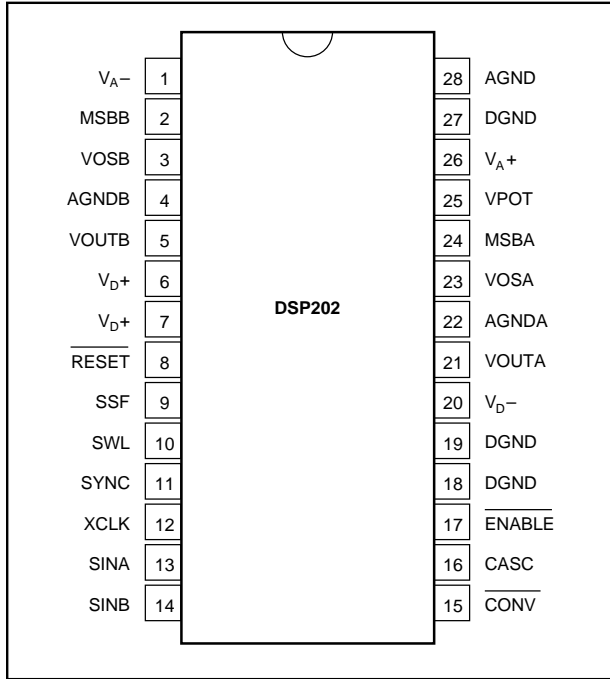 V_A– 1 28 AGND
MSBB 2 27 DGND
VOSB 3 26 V_A+
AGNDB 4 25 VPOT
VOUTB 5 24 MSBA
V_D+ 6 23 VOSA
DSP202
V_D+ 7 22 AGNDA
RESET 8 21 VOUTA
SSF 9 20 V_D–
SWL 10 19 DGND
SYNC 11 18 DGND
XCLK 12 17 ENABLE
SINA 13 16 CASC
SINB 14 15 CONV